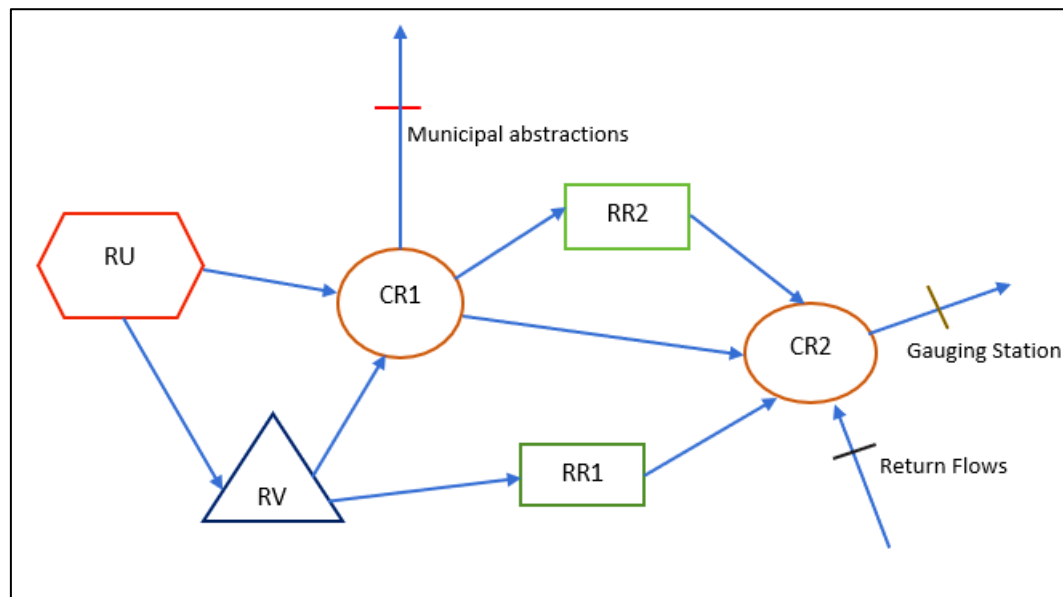 Municipal abstractions
RR2
RU
CR1
CR2
Gauging Station
RR1
Return Flows
RV